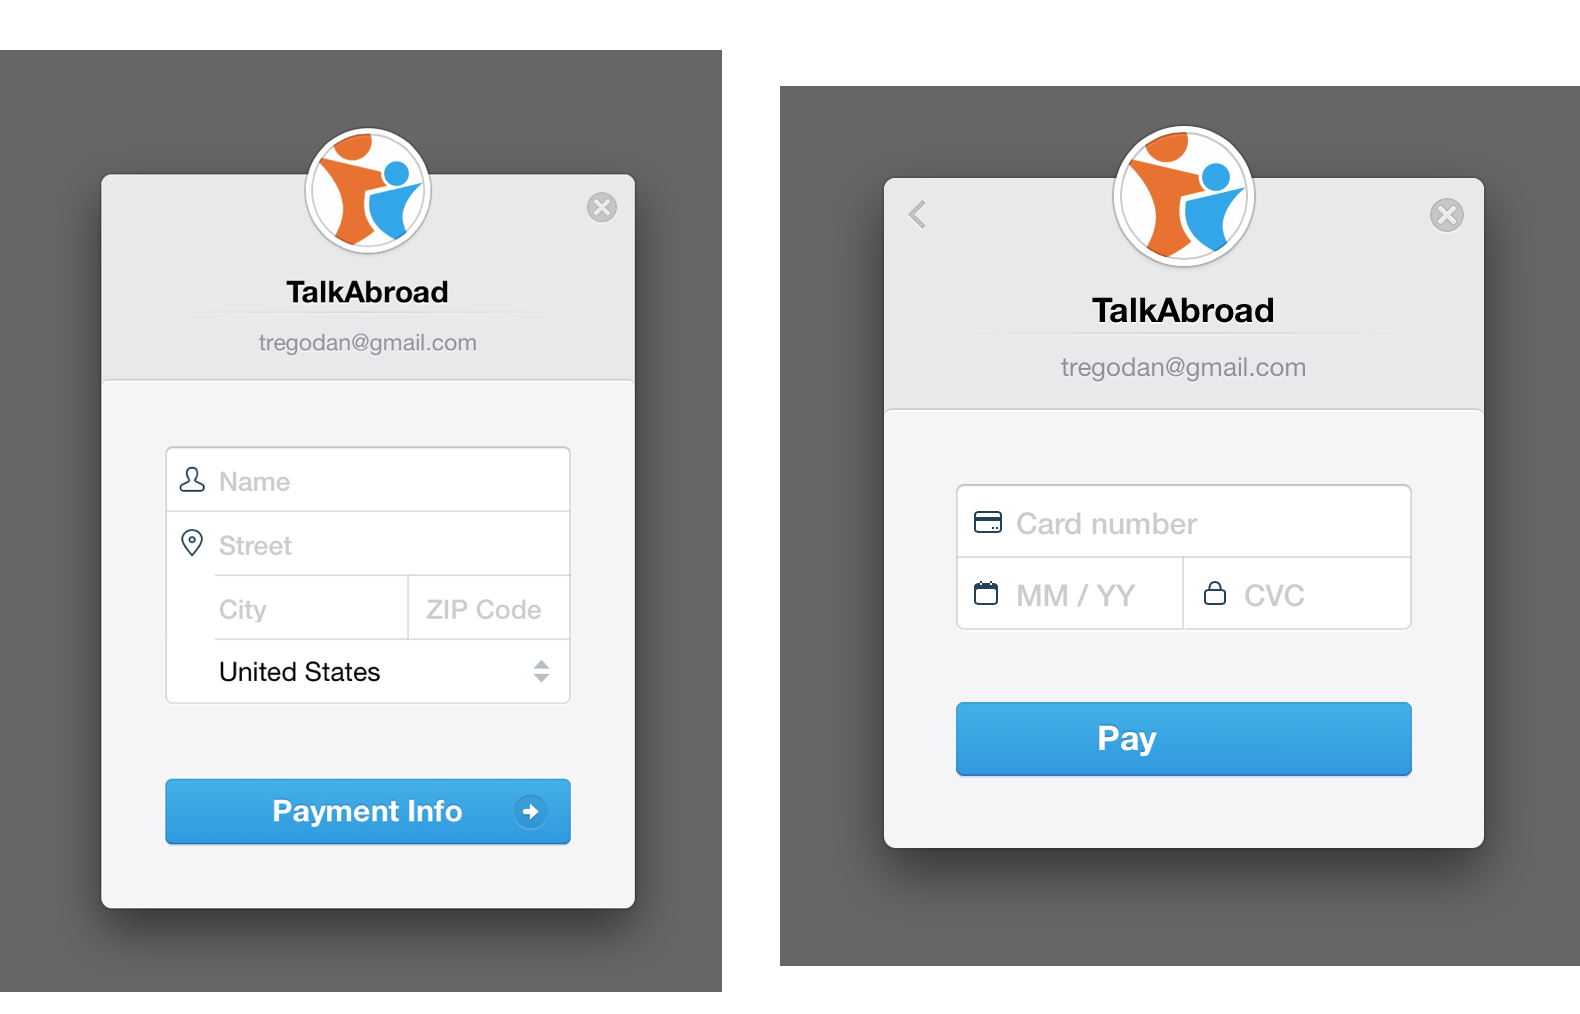 TalkAbroad
tregodan@gmail.com
Name
Street
City
ZIP Code
United States
Payment Info
TalkAbroad
tregodan@gmail.com
Card number
MM / YY
CVC
Pay